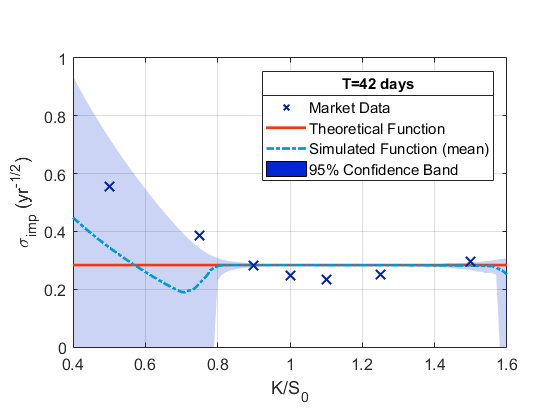 T=42 days
Market Data
Theoretical Function
Simulated Function (mean)
95% Confidence Band
1
0.8
0.6
0.4
0.2
0
σimp (yr-1/2)
0.4 0.6 0.8 1 1.2 1.4 1.6
K/S0